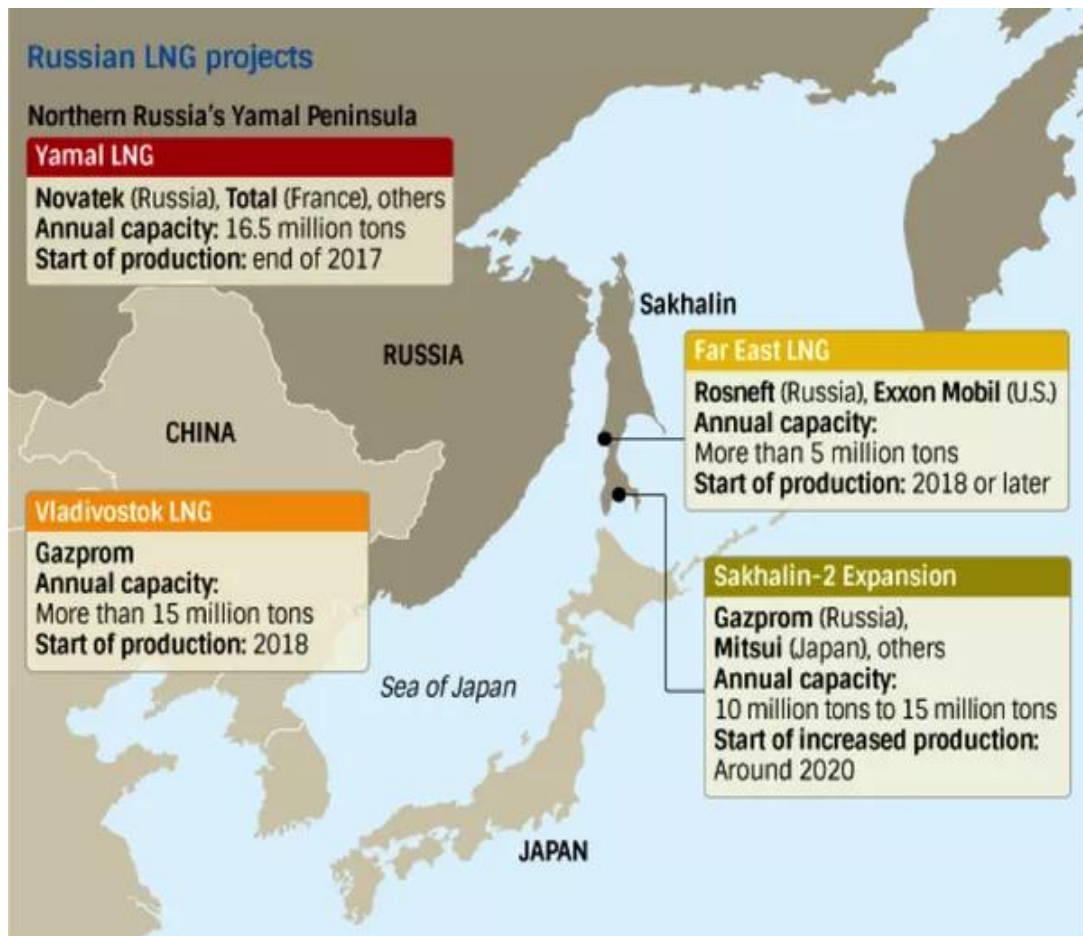 Russian LNG projects
Northern Russia's Yamal Peninsula
Yamal LNG
Novatek (Russia), Total (France), others
Annual capacity: 16.5 million tons
Start of production: end of 2017
Sakhalin
RUSSIA
Far East LNG
Rosneft (Russia), Exxon Mobil (U.S.)
Annual capacity:
More than 5 million tons
Start of production: 2018 or later
CHINA
Vladivostok LNG
Gazprom
Annual capacity:
More than 15 million tons
Start of production: 2018
Sakhalin-2 Expansion
Gazprom (Russia),
Mitsui (Japan), others
Annual capacity:
10 million tons to 15 million tons
Start of increased production:
Around 2020
Sea of Japan
JAPAN